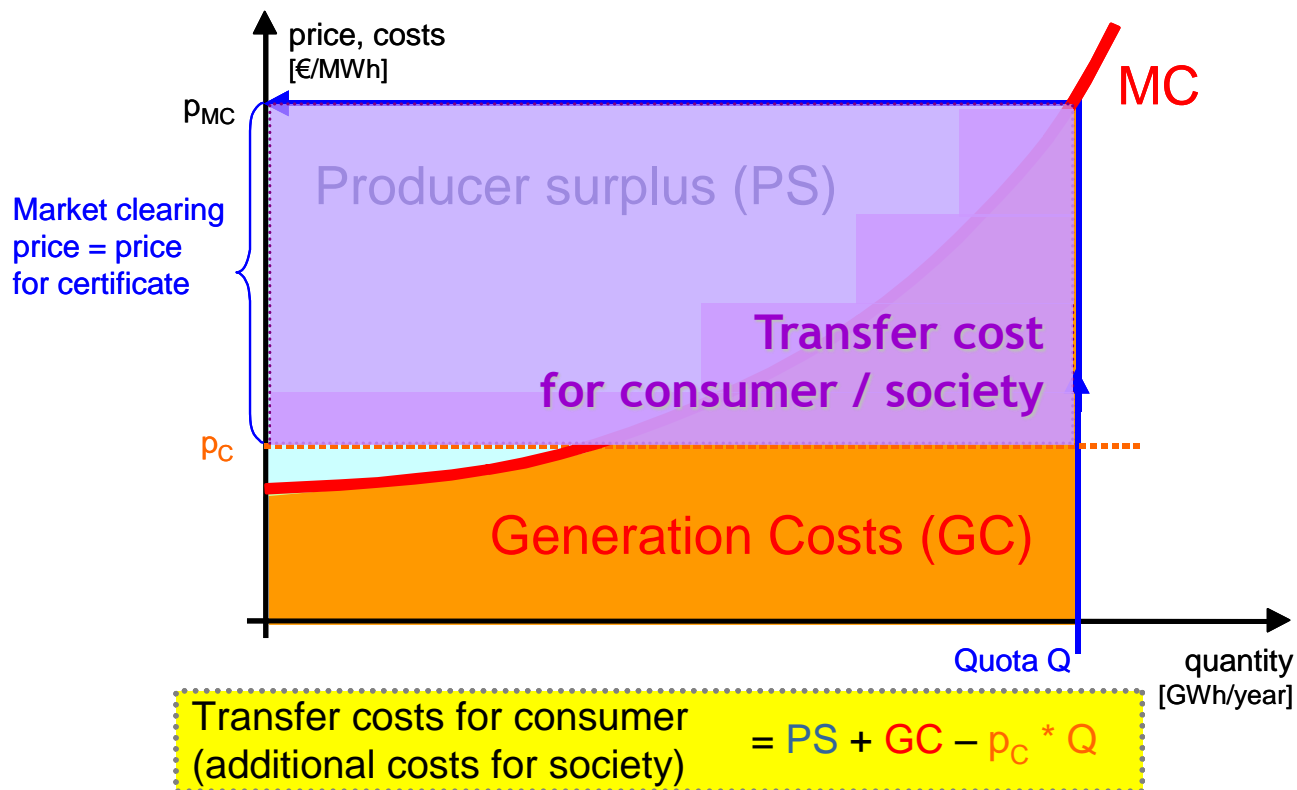 price, costs
[€/MWh]
pMC
MC
Producer surplus (PS)
Market clearing
price = price
for certificate
Transfer cost
for consumer / society
pC
Generation Costs (GC)
Quota Q
quantity
[GWh/year]
Transfer costs for consumer
(additional costs for society)
= PS + GC – pC * Q